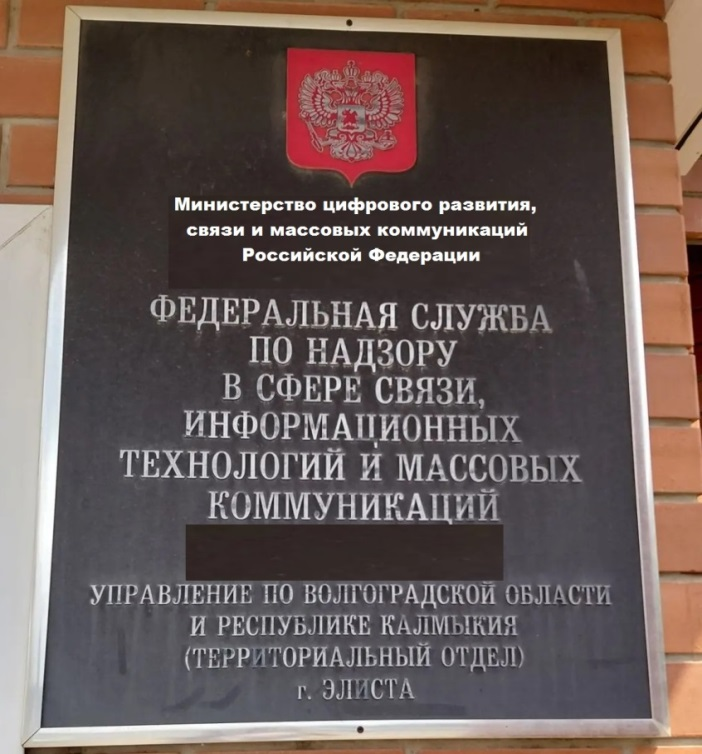 Министерство цифрового развития,
связи и массовых коммуникаций
Российской Федерации
ФЕДЕРАЛЬНАЯ СЛУЖБА
ПО НАДЗОРУ
В СФЕРЕ СВЯЗИ,
ИНФОРМАЦИОННЫХ
ТЕХНОЛОГИЙ И МАССОВЫХ
КОММУНИКАЦИЙ
УПРАВЛЕНИЕ ПО ВОЛГОГРАДСКОЙ ОБЛАСТИ
И РЕСПУБЛИКЕ КАЛМЫКИЯ
(ТЕРРИТОРИАЛЬНЫЙ ОТДЕЛ)
г. ЭЛИСТА